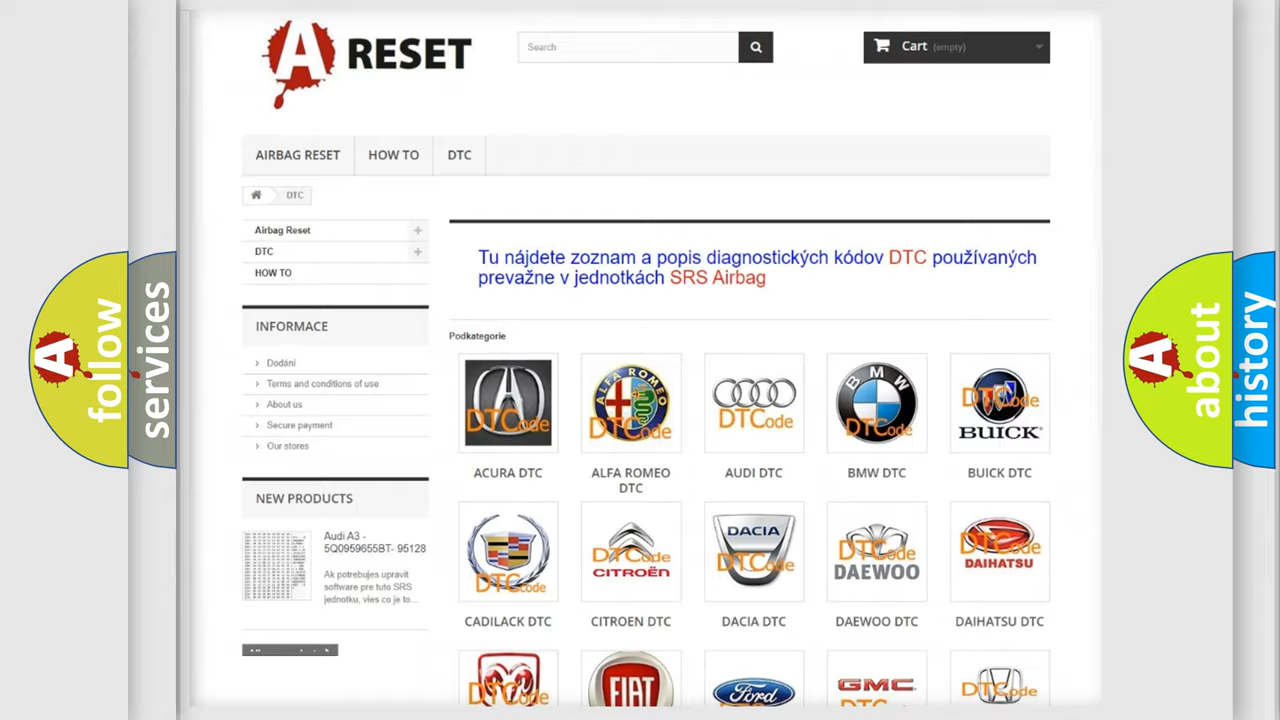 A RESET
Search
Cart (empty)
AIRBAG RESET
HOW TO
DTC
DTC
Airbag Reset
DTC
HOW TO
INFORMACE
Dodání
Terms and conditions of use
About us
Secure payment
Our stores
NEW PRODUCTS
Audi A3 -
5Q0959655BT- 95128
Ak potrebujes upravit
software pre tuto SRS
jednotku, vies co je to...
Tu nájdete zoznam a popis diagnostických kódov DTC používaných
prevažne v jednotkách SRS Airbag
Podkategorie
DTCode
ALFA ROMEO
DTCode
DTCode
BMW
DTCode
DTCode
BUICK
ACURA DTC
ALFA ROMEO
DTC
AUDI DTC
BMW DTC
BUICK DTC
DTCode
DTCode
CITROËN
DACIA
DTCode
DTCode
DAEWOO
DTCode
DAIHATSU
CADILACK DTC
CITROEN DTC
DACIA DTC
DAEWOO DTC
DAIHATSU DTC
DTCode
FIAT
Ford
GMC
DTCode
A follow
services
A about
history